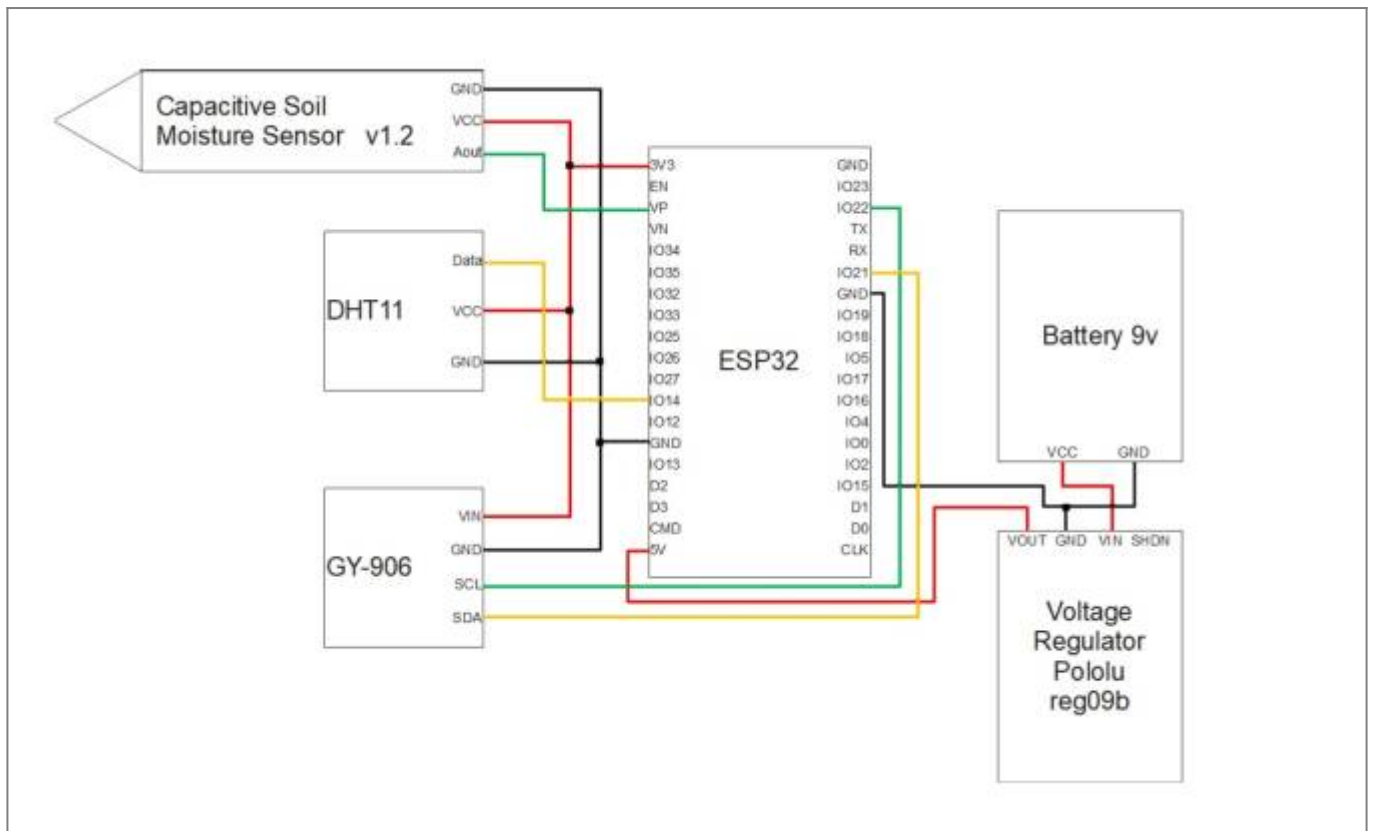 Capacitive Soil
Moisture Sensor v1.2
GND
VCC
Aout
DHT11
Data
VCC
GND
GY-906
VIN
GND
SCL
SDA
ESP32
3V3
EN
VP
VN
IO34
IO35
IO32
IO33
IO25
IO26
IO27
IO14
IO12
GND
IO13
D2
D3
CMD
5V
GND
IO23
IO22
TX
RX
IO21
GND
IO19
IO18
IO5
IO17
IO16
IO4
IO0
IO2
IO15
D1
D0
CLK
Battery 9v
VCC GND
VOUT GND VIN SHDN
Voltage
Regulator
Pololu
reg09b